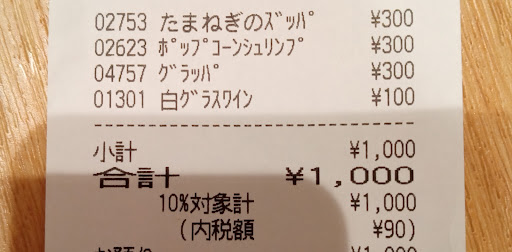 02753 たまねぎのｽﾞｯﾊﾟ ¥300
02623 ﾎﾟｯﾌﾟｺｰﾝｼｭﾘﾝﾌﾟ ¥300
04757 ｸﾞﾗｯﾊﾟ ¥300
01301 白ｸﾞﾗｽﾜｲﾝ ¥100
小計 ¥1,000
合計 ¥1,000
10%対象計 ¥1,000
(内税額 ¥90)